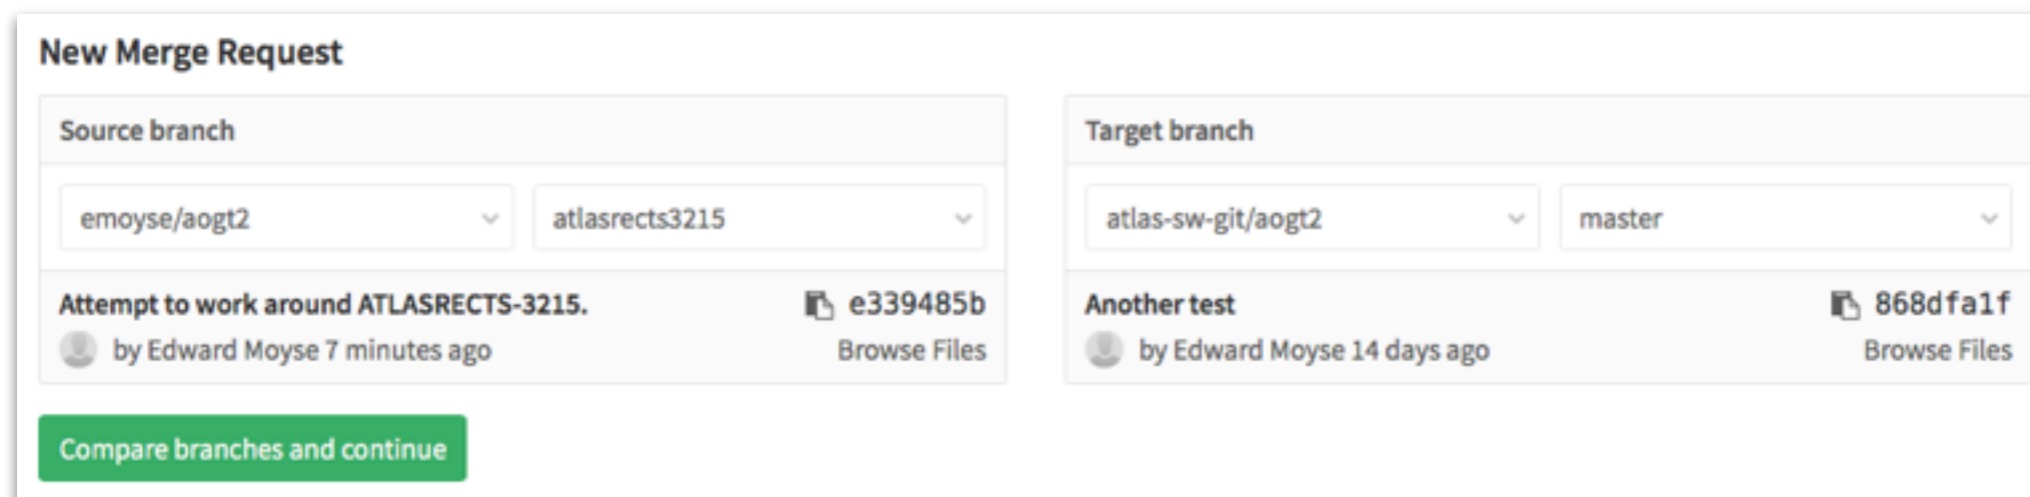 New Merge Request
Source branch
emoyse/aogt2 atlasrects3215
Attempt to work around ATLASRECTS-3215. e339485b
by Edward Moyse 7 minutes ago Browse Files
Target branch
atlas-sw-git/aogt2 master
Another test 868dfa1f
by Edward Moyse 14 days ago Browse Files
Compare branches and continue